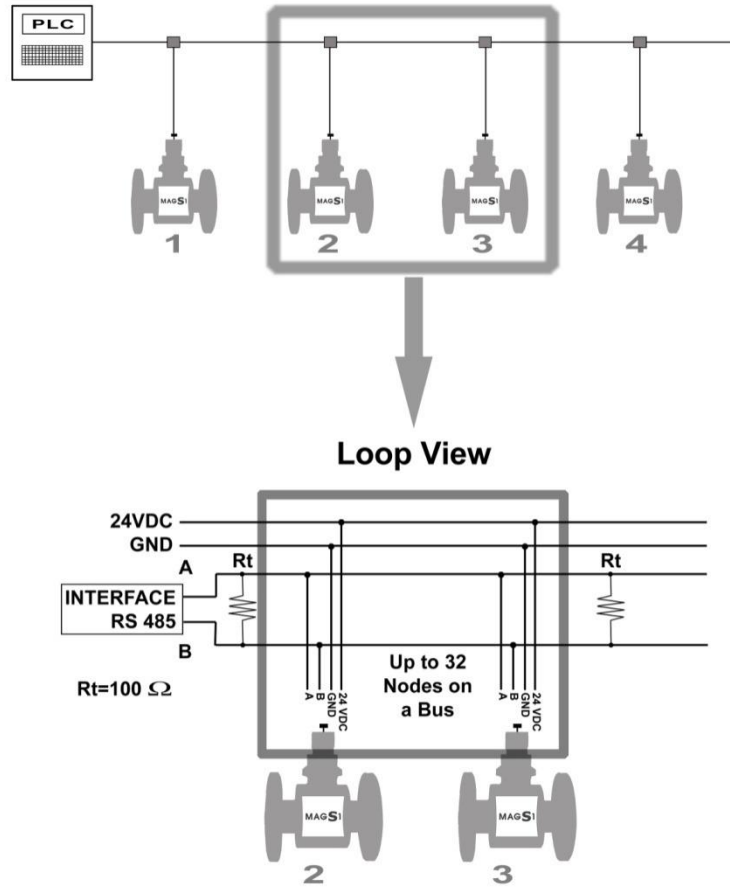 PLC
MAGS1 MAGS1 MAGS1 MAGS1
1 2 3 4
Loop View
24VDC
GND
A Rt Rt
INTERFACE
RS 485
B
Up to 32
Nodes on
a Bus
Rt=100 Ω
A B GND 24 VDC A B GND 24 VDC
MAGS1 MAGS1
2 3